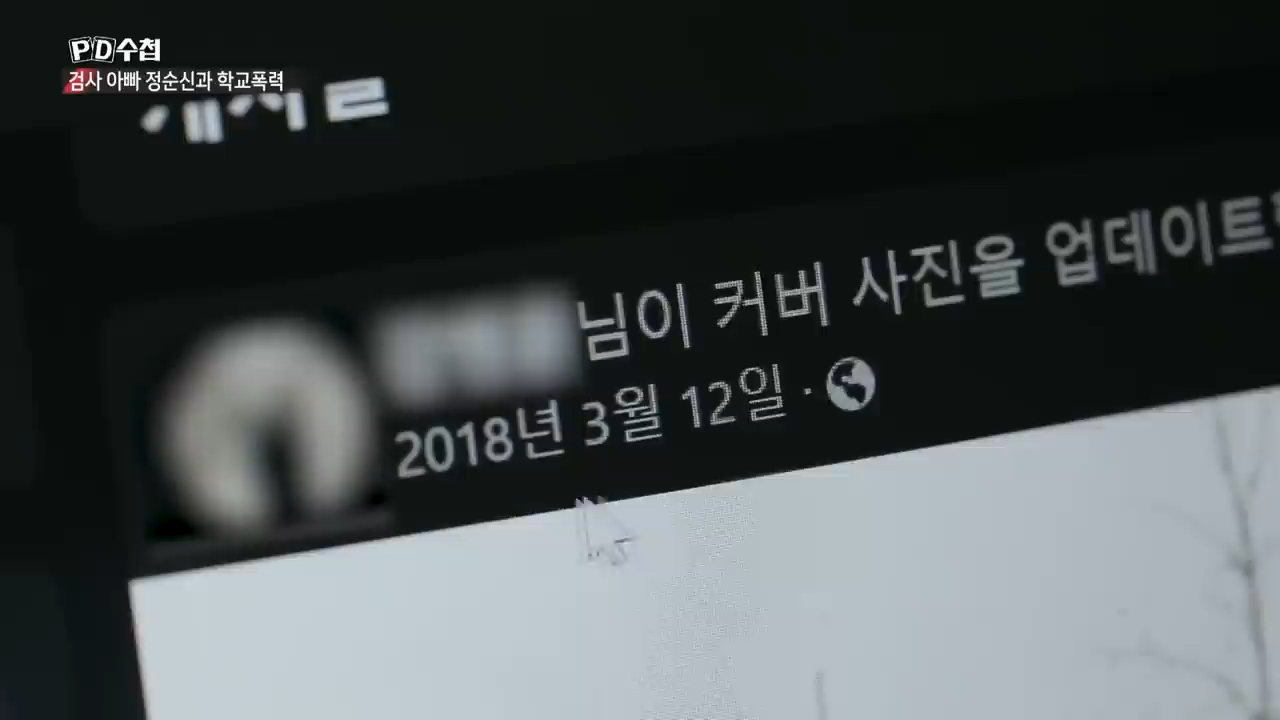 PD수첩
검사 아빠 정순신과 학교폭력
님이 커버 사진을 업데이트
2018년 3월 12일 ·